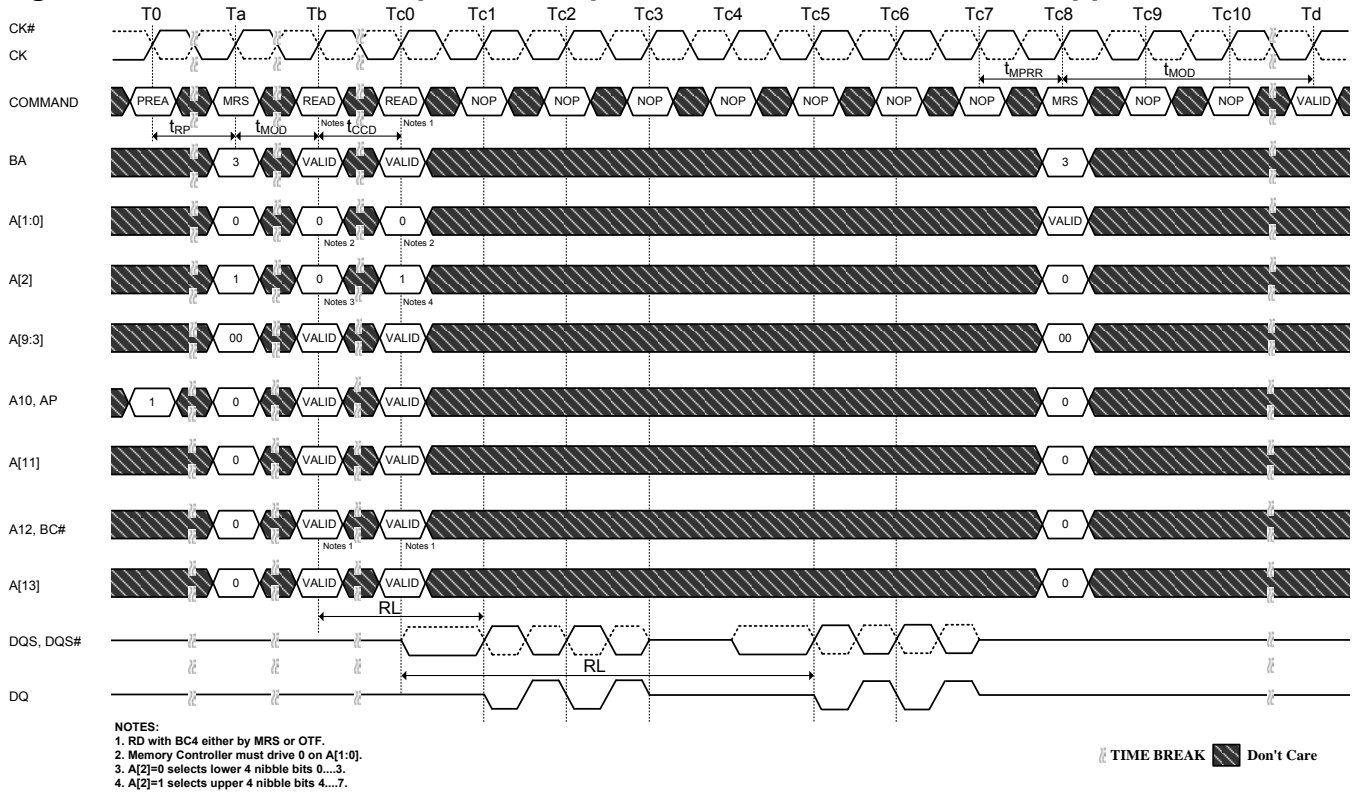 T0 Ta Tb Tc0 Tc1 Tc2 Tc3 Tc4 Tc5 Tc6 Tc7 Tc8 Tc9 Tc10 Td
CK#
CK
tMPRR tMOD
COMMAND PREA MRS READ READ NOP NOP NOP NOP NOP NOP NOP MRS NOP NOP VALID
Notes 1 Notes 1
tRP tMOD tCCD
BA 3 VALID VALID 3
A[1:0] 0 0 0 VALID
Notes 2 Notes 2
A[2] 1 0 1 0
Notes 3 Notes 4
A[9:3] 00 VALID VALID 00
A10, AP 1 0 VALID VALID 0
A[11] 0 VALID VALID 0
A12, BC# 0 VALID VALID 0
Notes 1 Notes 1
A[13] 0 VALID VALID 0
RL
DQS, DQS#
RL
DQ
NOTES:
1. RD with BC4 either by MRS or OTF.
2. Memory Controller must drive 0 on A[1:0].
3. A[2]=0 selects lower 4 nibble bits 0....3.
4. A[2]=1 selects upper 4 nibble bits 4....7.
TIME BREAK Don't Care